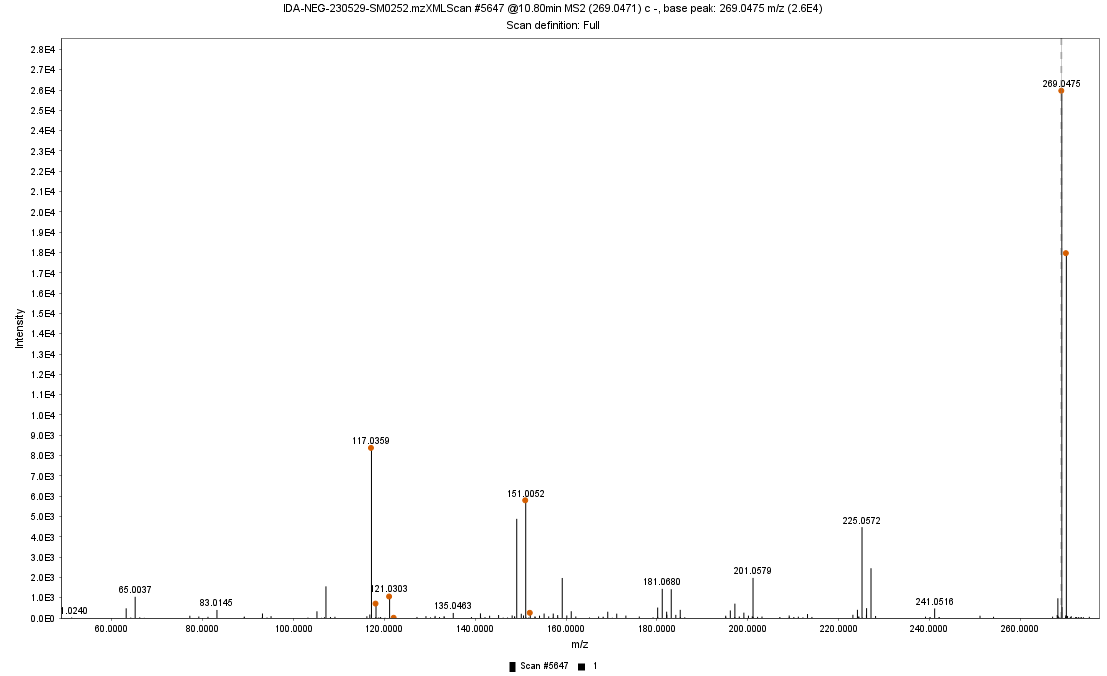 IDA-NEG-230529-SM0252.mzXMLScan #5647 @10.80min MS2 (269.0471) c -, base peak: 269.0475 m/z (2.6E4)
Scan definition: Full
2.8E4
2.7E4
2.6E4
2.5E4
2.4E4
2.3E4
2.2E4
2.1E4
2.0E4
1.9E4
1.8E4
1.7E4
1.6E4
1.5E4
1.4E4
1.3E4
1.2E4
1.1E4
1.0E4
9.0E3
8.0E3
7.0E3
6.0E3
5.0E3
4.0E3
3.0E3
2.0E3
1.0E3
0.0E0
Intensity
269.0475
117.0359
151.0052
225.0572
65.0037
121.0303
181.0680
201.0579
1.0240
83.0145
135.0463
241.0516
60.0000 80.0000 100.0000 120.0000 140.0000 160.0000 180.0000 200.0000 220.0000 240.0000 260.0000
m/z
Scan #5647 1